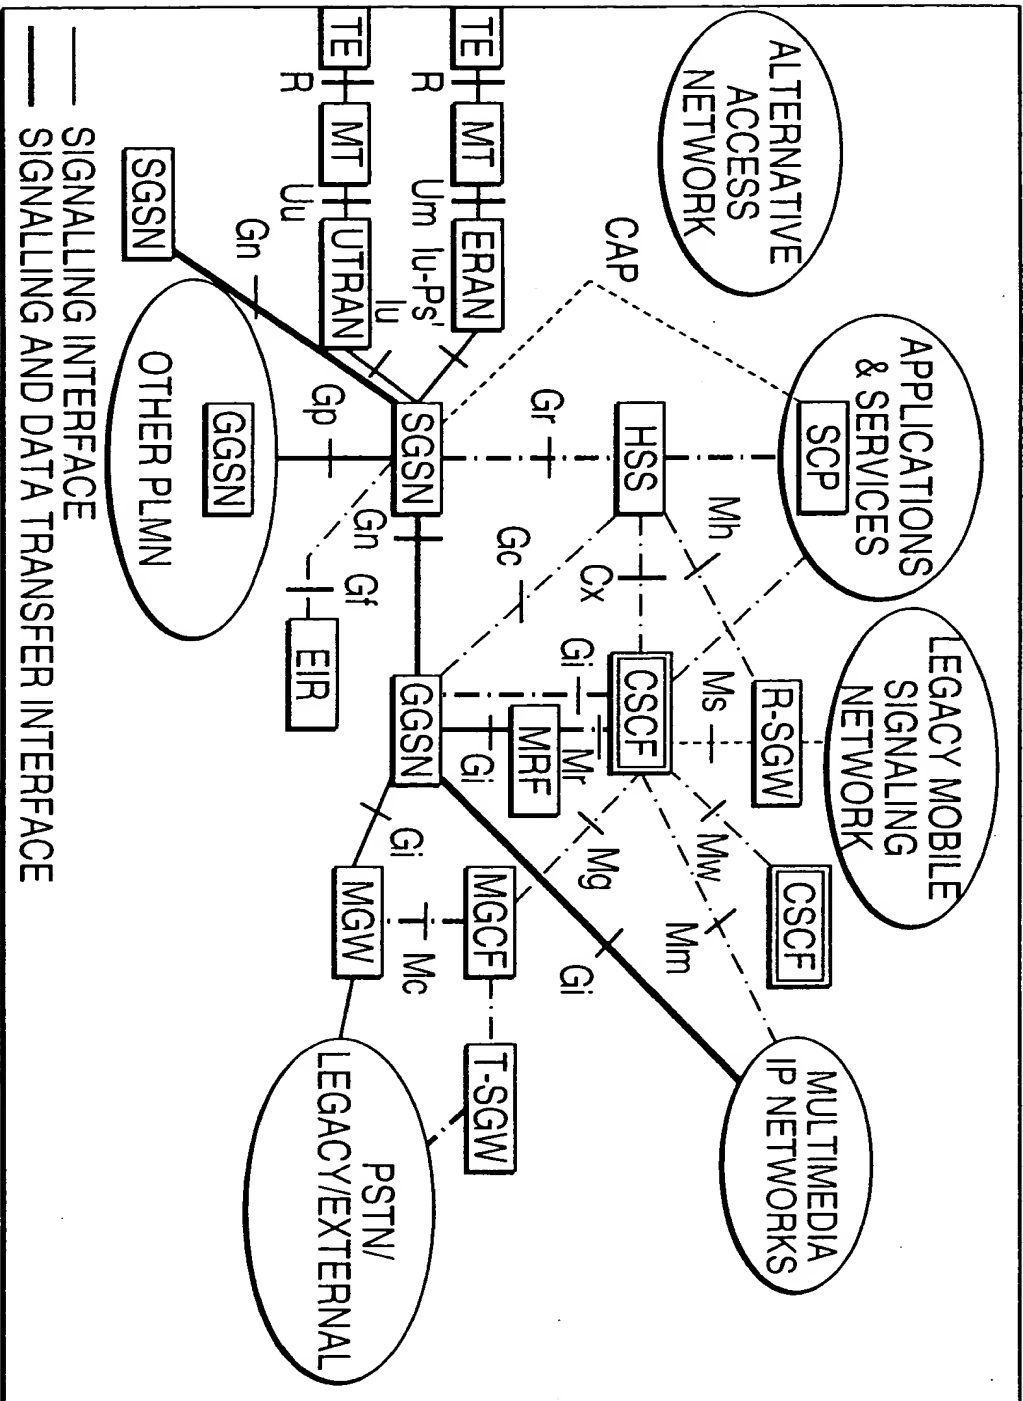 ALTERNATIVE
ACCESS
NETWORK
APPLICATIONS
& SERVICES
SCP
LEGACY MOBILE
SIGNALING
NETWORK
CAP
Mh
R-SGW
Ms
CSCF
Mw
HSS
Cx
CSCF
Mm
MULTIMEDIA
IP NETWORKS
Gr
Gc
Gi
Mr
Mg
MRF
Gi
Gi
TE
R
MT
Um
ERAN
Iu-Ps'
SGSN
Gn
GGSN
MGCF
T-SGW
TE
R
MT
Uu
UTRAN
Iu
Gp
Gf
EIR
Gi
MGW
Mc
PSTN/
LEGACY/EXTERNAL
SGSN
Gn
GGSN
OTHER PLMN
SIGNALLING INTERFACE
SIGNALLING AND DATA TRANSFER INTERFACE